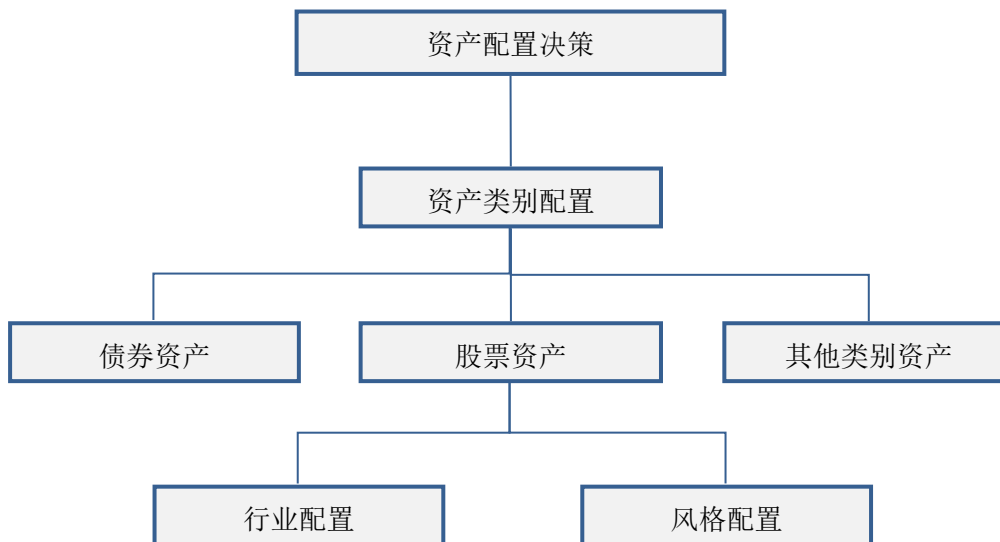 资产配置决策
资产类别配置
债券资产
股票资产
其他类别资产
行业配置
风格配置